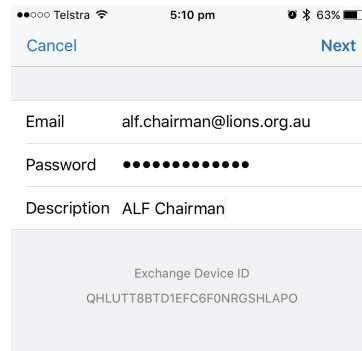 Telstra 5:10 pm 63%
Cancel Next
Email alf.chairman@lions.org.au
Password ●●●●●●●●●●●●●
Description ALF Chairman
Exchange Device ID
QHLUTT8BTD1EFC6F0NRGSHLAPO